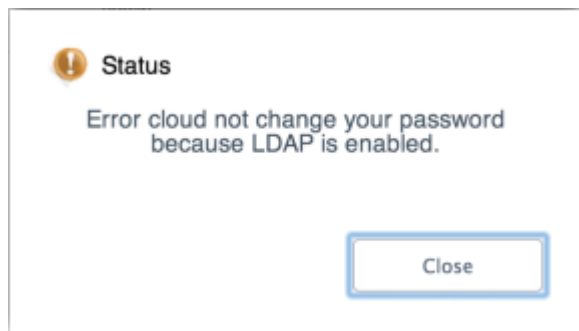 Status
Error cloud not change your password
because LDAP is enabled.
Close